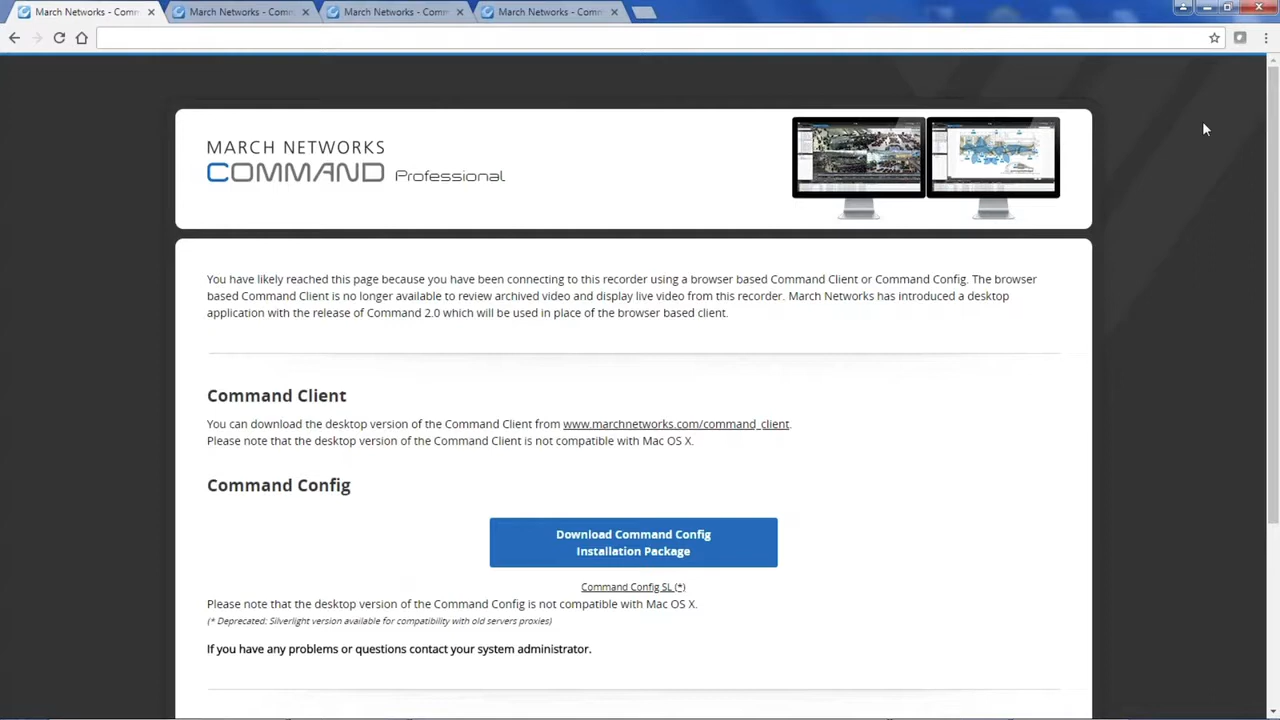 March Networks - Comm
March Networks - Comm
March Networks - Comm
March Networks - Comm
MARCH NETWORKS
COMMAND Professional
You have likely reached this page because you have been connecting to this recorder using a browser based Command Client or Command Config. The browser
based Command Client is no longer available to review archived video and display live video from this recorder. March Networks has introduced a desktop
application with the release of Command 2.0 which will be used in place of the browser based client.
Command Client
You can download the desktop version of the Command Client from www.marchnetworks.com/command_client.
Please note that the desktop version of the Command Client is not compatible with Mac OS X.
Command Config
Download Command Config
Installation Package
Command Config SL (*)
Please note that the desktop version of the Command Config is not compatible with Mac OS X.
(* Deprecated: Silverlight version available for compatibility with old servers proxies)
If you have any problems or questions contact your system administrator.